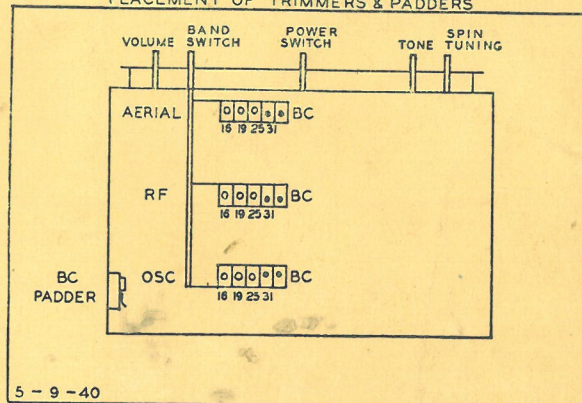 PLACEMENT OF TRIMMERS & PADDERS
VOLUME
BAND
SWITCH
POWER
SWITCH
TONE
SPIN
TUNING
AERIAL
BC
16 19 25 31
RF
BC
16 19 25 31
OSC
BC
16 19 25 31
BC
PADDER
5 - 9 - 40